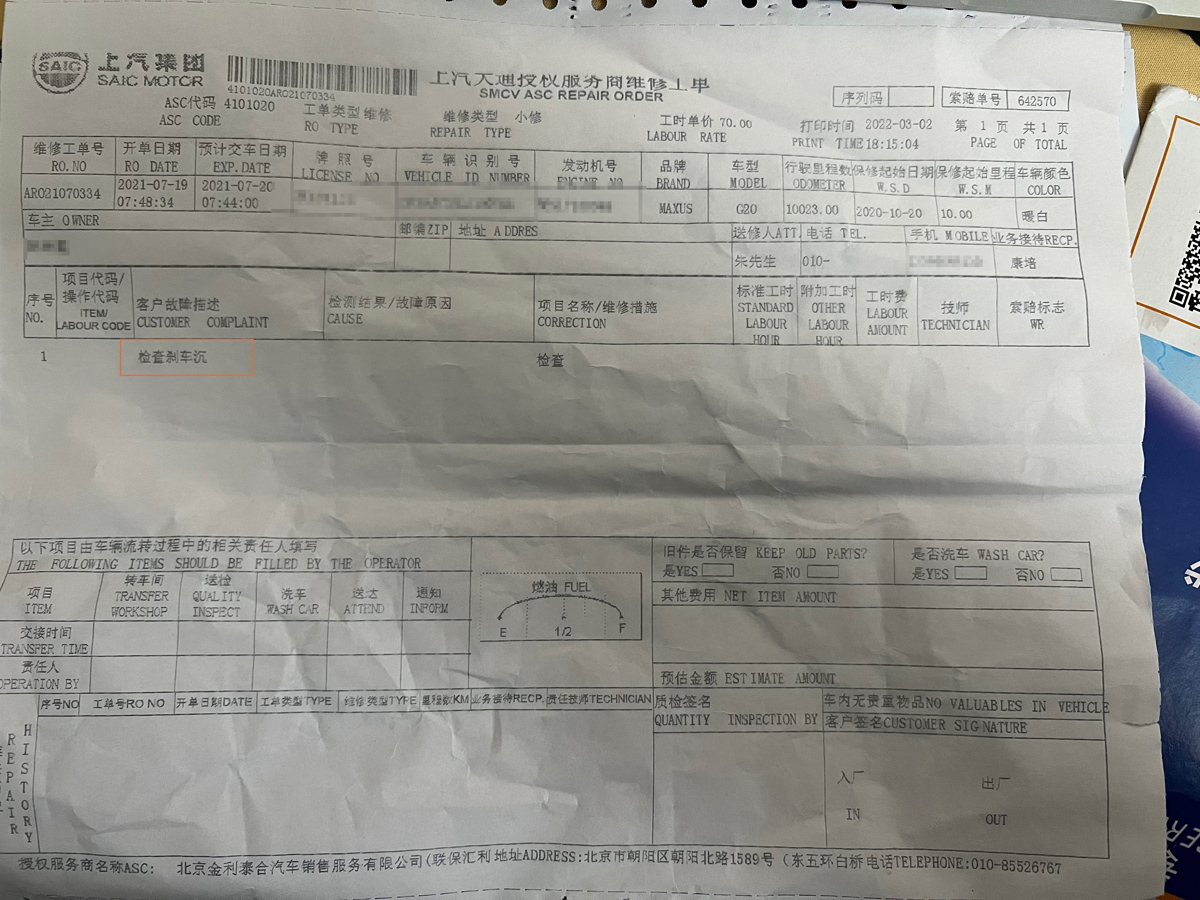 SAIC
上汽集团
SAIC MOTOR
4101020ARO21070334
上汽大通授权服务商维修工单
SMCV ASC REPAIR ORDER
序列码
索赔单号 642570
ASC代码 4101020
ASC CODE
工单类型维修
RO TYPE
维修类型 小修
REPAIR TYPE
工时单价 70.00
LABOUR RATE
打印时间 2022-03-02
PRINT TIME18:15:04
第 1 页 共1 页
PAGE OF TOTAL
维修工单号 开单日期 预计交车日期 牌照号 车辆识别号 发动机号 品牌 车型 行驶里程数 保修起始日期 保修起始里程 车辆颜色
RO.NO RO DATE EXP.DATE LICENSE NO VEHICLE ID NUMBER ENGINE NO BRAND MODEL ODOMETER W.S.D W.S.M COLOR
ARO21070334 2021-07-19 2021-07-20 MAXUS G20 10023.00 2020-10-20 10.00 暖白
07:48:34 07:44:00
车主 OWNER 邮编ZIP 地址 ADDRES 送修人ATT. 电话 TEL. 手机 MOBILE 业务接待RECP.
朱先生 010- 康培
序号 NO. 项目代码/操作代码 ITEM/LABOUR CODE 客户故障描述 CUSTOMER COMPLAINT 检测结果/故障原因 CAUSE 项目名称/维修措施 CORRECTION 标准工时 STANDARD LABOUR HOUR 附加工时 OTHER LABOUR HOUR 工时费 LABOUR AMOUNT 技师 TECHNICIAN 索赔标志 WR
1 检查刹车沉 检查
以下项目由车辆流转过程中的相关责任人填写
THE FOLLOWING ITEMS SHOULD BE FILLED BY THE OPERATOR
项目 ITEM 转车间 TRANSFER WORKSHOP 送检 QUALITY INSPECT 洗车 WASH CAR 送达 ATTEND 通知 INFORM
交接时间
TRANSFER TIME
责任人
OPERATION BY
燃油 FUEL
E 1/2 F
旧件是否保留 KEEP OLD PARTS?
是YES 否NO
是否洗车 WASH CAR?
是YES 否NO
其他费用 NET ITEM AMOUNT
预估金额 ESTIMATE AMOUNT
序号NO 工单号RO NO 开单日期DATE 工单类型TYPE 维修类型TYPE 里程数KM 业务接待RECP. 责任技师TECHNICIAN
REPAIR HISTORY
质检签名
QUANTITY INSPECTION BY
车内无贵重物品NO VALUABLES IN VEHICLE
客户签名CUSTOMER SIGNATURE
入厂 出厂
IN OUT
授权服务商名称ASC: 北京金利泰合汽车销售服务有限公司(联保汇利 地址ADDRESS:北京市朝阳区朝阳北路1589号 (东五环白桥 电话TELEPHONE:010-85526767